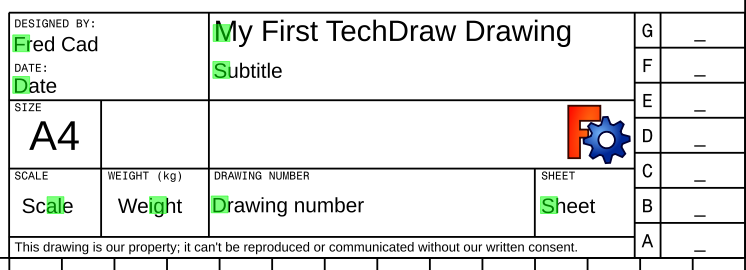 DESIGNED BY:
Fred Cad
DATE:
Date
My First TechDraw Drawing
Subtitle
SIZE
A4
SCALE
Scale
WEIGHT (kg)
Weight
DRAWING NUMBER
Drawing number
SHEET
Sheet
This drawing is our property; it can't be reproduced or communicated without our written consent.
G _
F _
E _
D _
C _
B _
A _